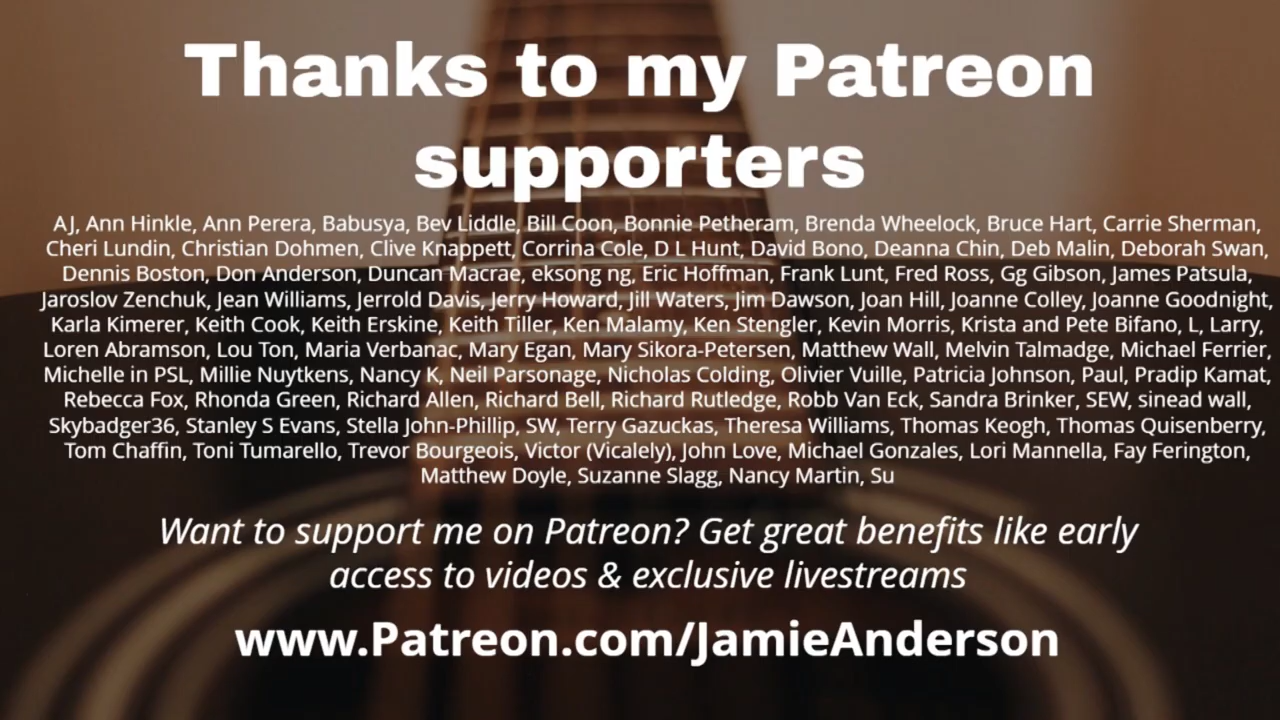 Thanks to my Patreon
supporters
AJ, Ann Hinkle, Ann Perera, Babusya, Bev Liddle, Bill Coon, Bonnie Petheram, Brenda Wheelock, Bruce Hart, Carrie Sherman,
Cheri Lundin, Christian Dohmen, Clive Knappett, Corrina Cole, D L Hunt, David Bono, Deanna Chin, Deb Malin, Deborah Swan,
Dennis Boston, Don Anderson, Duncan Macrae, eksong ng, Eric Hoffman, Frank Lunt, Fred Ross, Gg Gibson, James Patsula,
Jaroslov Zenchuk, Jean Williams, Jerrold Davis, Jerry Howard, Jill Waters, Jim Dawson, Joan Hill, Joanne Colley, Joanne Goodnight,
Karla Kimerer, Keith Cook, Keith Erskine, Keith Tiller, Ken Malamy, Ken Stengler, Kevin Morris, Krista and Pete Bifano, L, Larry,
Loren Abramson, Lou Ton, Maria Verbanac, Mary Egan, Mary Sikora-Petersen, Matthew Wall, Melvin Talmadge, Michael Ferrier,
Michelle in PSL, Millie Nuytkens, Nancy K, Neil Parsonage, Nicholas Colding, Olivier Vuille, Patricia Johnson, Paul, Pradip Kamat,
Rebecca Fox, Rhonda Green, Richard Allen, Richard Bell, Richard Rutledge, Robb Van Eck, Sandra Brinker, SEW, sinead wall,
Skybadger36, Stanley S Evans, Stella John-Phillip, SW, Terry Gazuckas, Theresa Williams, Thomas Keogh, Thomas Quisenberry,
Tom Chaffin, Toni Tumarello, Trevor Bourgeois, Victor (Vicalely), John Love, Michael Gonzales, Lori Mannella, Fay Ferington,
Matthew Doyle, Suzanne Slagg, Nancy Martin, Su
Want to support me on Patreon? Get great benefits like early
access to videos & exclusive livestreams
www.Patreon.com/JamieAnderson